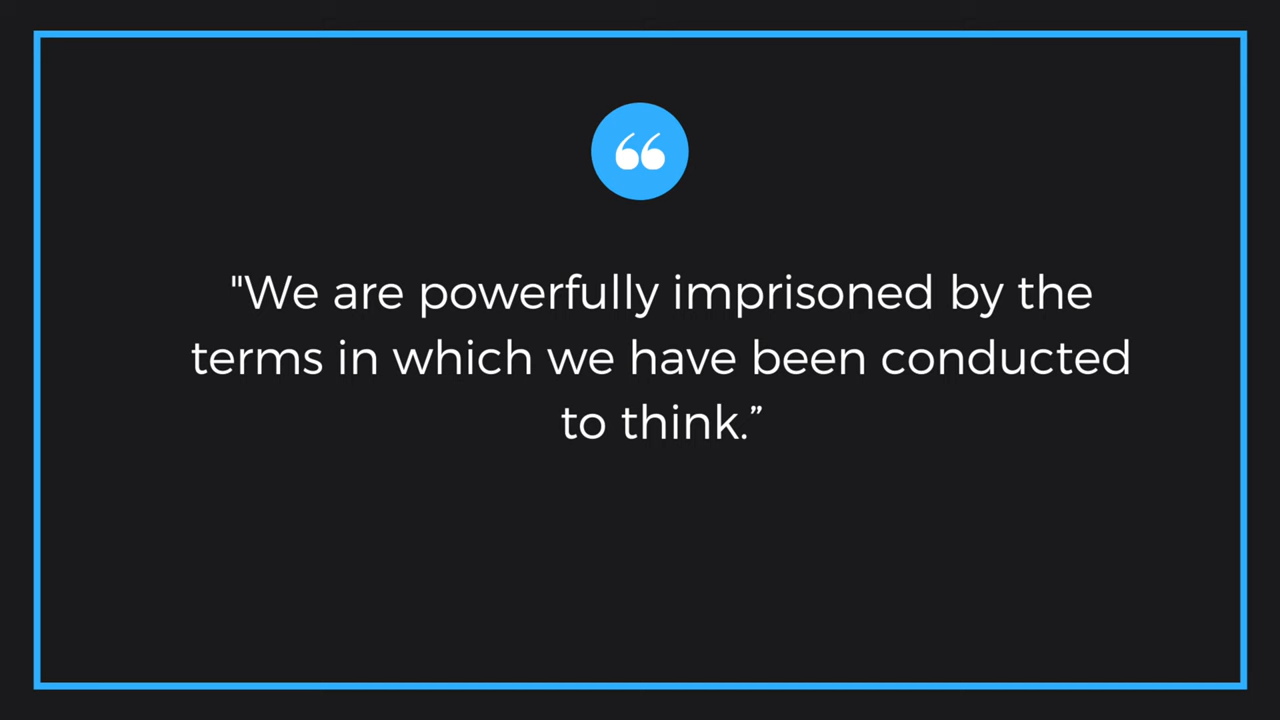 "We are powerfully imprisoned by the
terms in which we have been conducted
to think.”